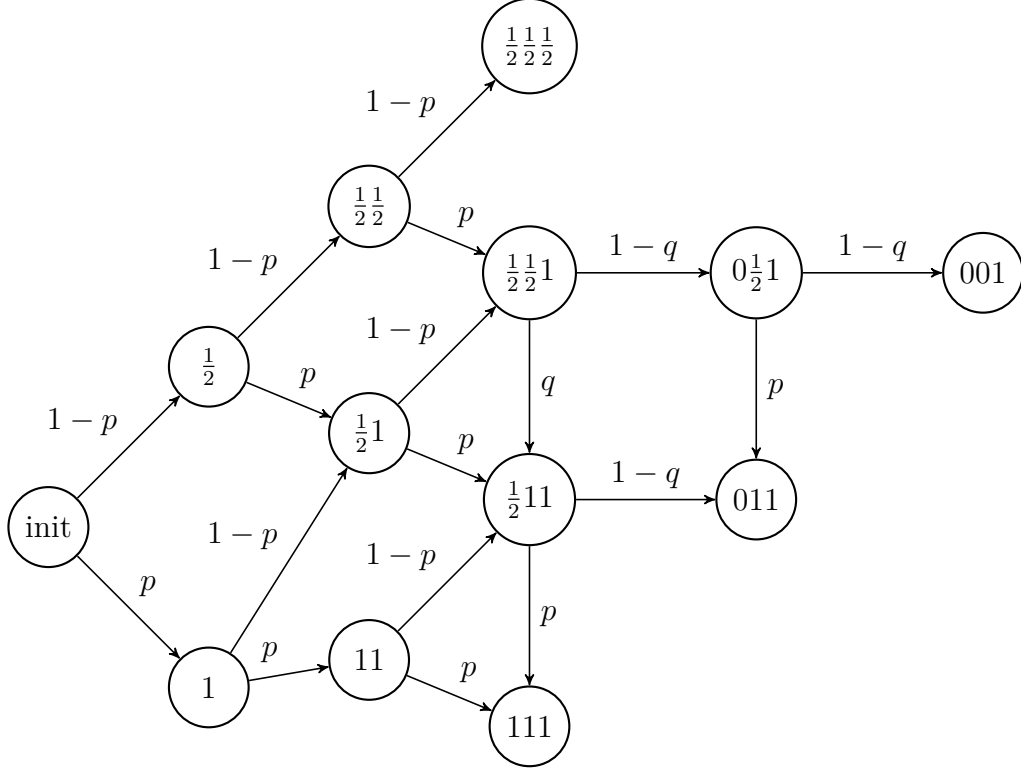 ½½½
1 − p
½½
1 − p
p
½½1
1 − q
0½1
1 − q
001
1 − p
½
p
1 − p
q
p
1 − p
½1
p
½11
1 − q
011
init
1 − p
1 − p
p
p
11
p
p
1
111